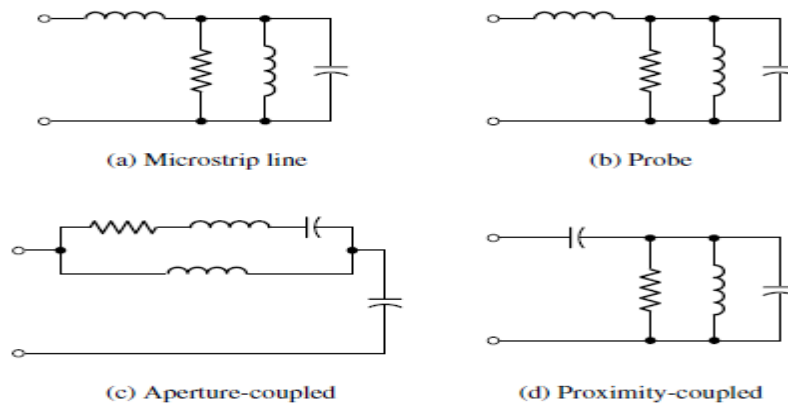 (a) Microstrip line
(b) Probe
(c) Aperture-coupled
(d) Proximity-coupled